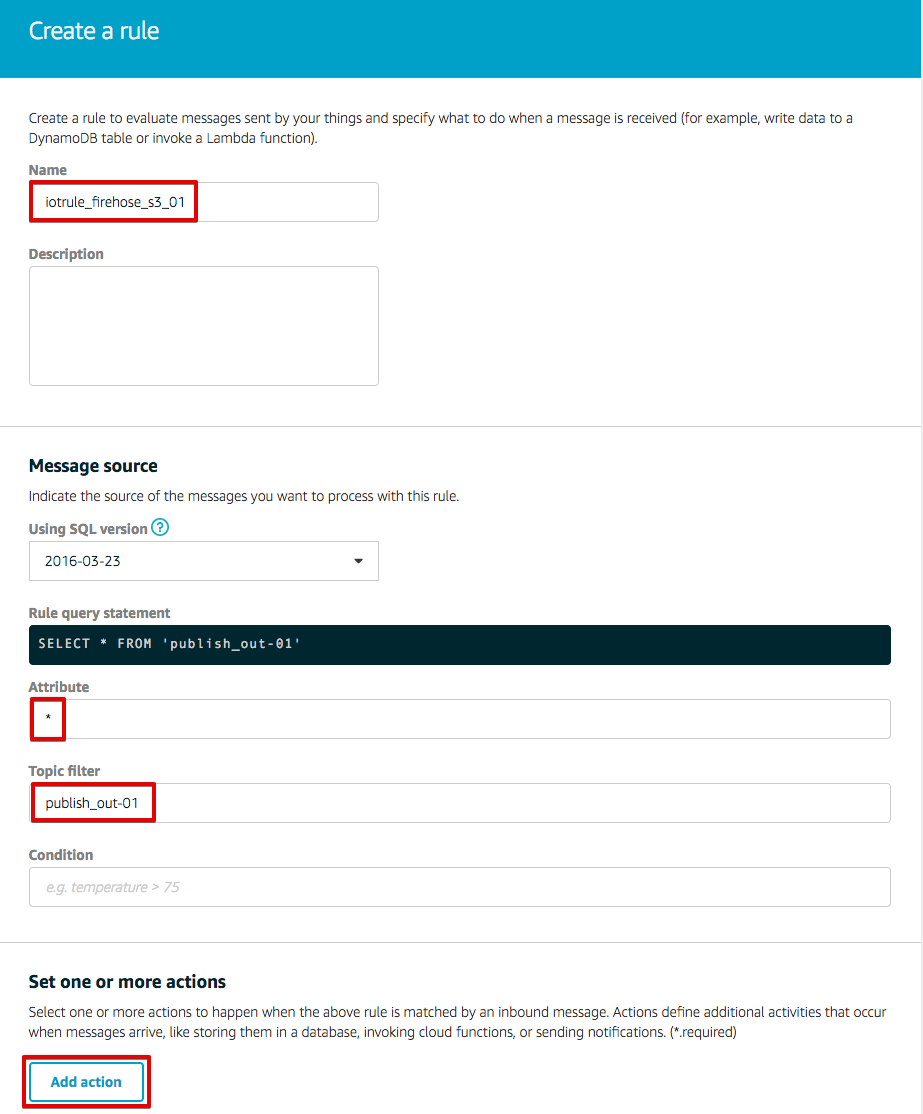 Create a rule
Create a rule to evaluate messages sent by your things and specify what to do when a message is received (for example, write data to a
DynamoDB table or invoke a Lambda function).
Name
iotrule_firehose_s3_01
Description
Message source
Indicate the source of the messages you want to process with this rule.
Using SQL version ?
2016-03-23
Rule query statement
SELECT * FROM 'publish_out-01'
Attribute
*
Topic filter
publish_out-01
Condition
e.g. temperature > 75
Set one or more actions
Select one or more actions to happen when the above rule is matched by an inbound message. Actions define additional activities that occur
when messages arrive, like storing them in a database, invoking cloud functions, or sending notifications. (*.required)
Add action